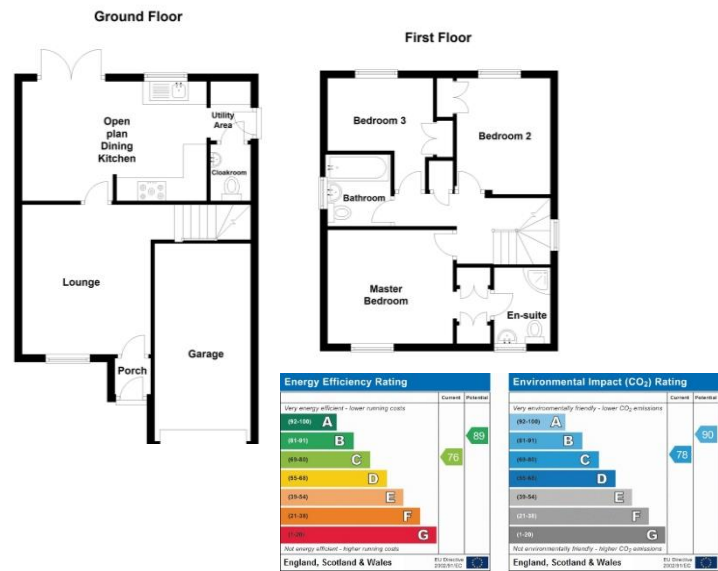 Ground Floor
Open
plan
Dining
Kitchen
Utility
Area
Cloakroom
Lounge
Porch
Garage
First Floor
Bedroom 3
Bedroom 2
Bathroom
Master
Bedroom
En-suite
Energy Efficiency Rating
Current Potential
Very energy efficient - lower running costs
(92-100) A
(81-91) B
(69-80) C
(55-68) D
(39-54) E
(21-38) F
(1-20) G
76
89
Not energy efficient - higher running costs
England, Scotland & Wales
EU Directive
2002/91/EC
Environmental Impact (CO₂) Rating
Current Potential
Very environmentally friendly - lower CO₂ emissions
(92-100) A
(81-91) B
(69-80) C
(55-68) D
(39-54) E
(21-38) F
(1-20) G
78
90
Not environmentally friendly - higher CO₂ emissions
England, Scotland & Wales
EU Directive
2002/91/EC